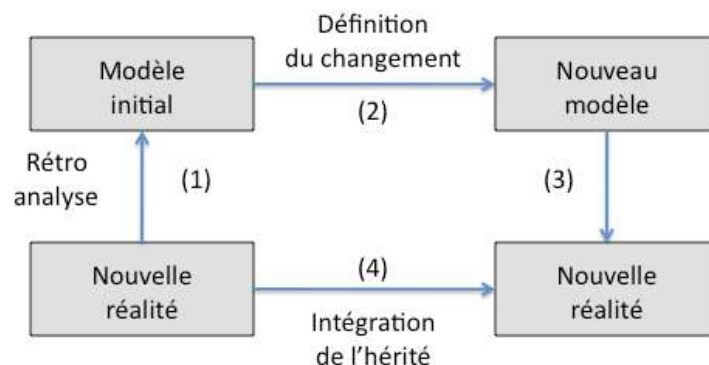 Définition
du changement
Modèle
initial
(2)
Nouveau
modèle
Rétro
analyse
(1)
(3)
Nouvelle
réalité
(4)
Intégration
de l'hérité
Nouvelle
réalité